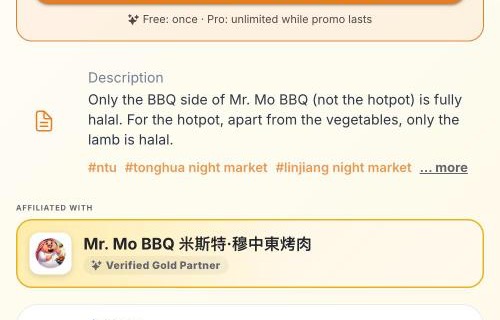 Free: once · Pro: unlimited while promo lasts
Description
Only the BBQ side of Mr. Mo BBQ (not the hotpot) is fully
halal. For the hotpot, apart from the vegetables, only the
lamb is halal.
#ntu #tonghua night market #linjiang night market ... more
AFFILIATED WITH
Mr. Mo BBQ 米斯特·穆中東烤肉
Verified Gold Partner